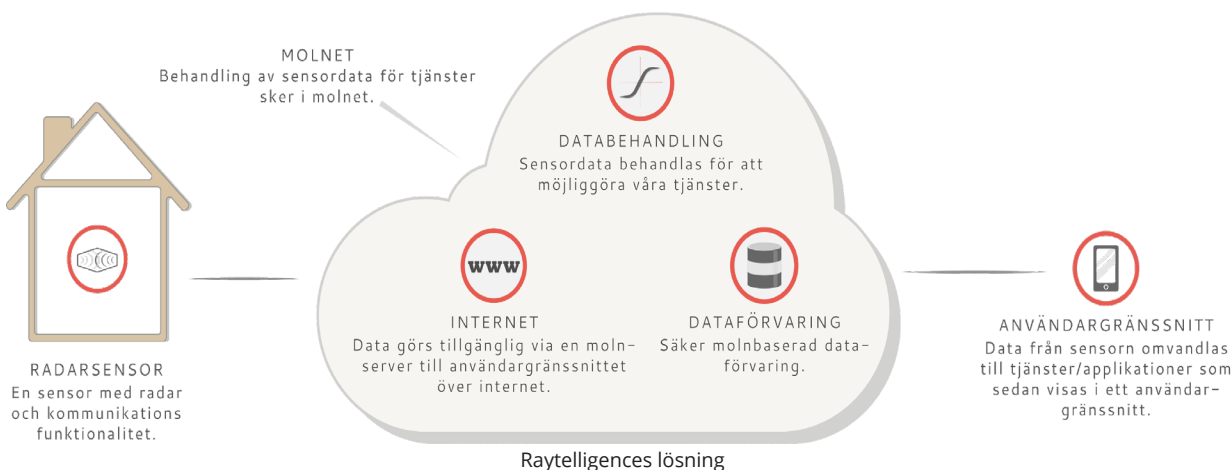 MOLNET
Behandling av sensordata för tjänster
sker i molnet.
DATABEHANDLING
Sensordata behandlas för att
möjliggöra våra tjänster.
RADARSENSOR
En sensor med radar
och kommunikations
funktionalitet.
www
INTERNET
Data görs tillgänglig via en moln-
server till användargränssnittet
över internet.
DATAFÖRVARING
Säker molnbaserad data-
förvaring.
ANVÄNDARGRÄNSSNITT
Data från sensorn omvandlas
till tjänster/applikationer som
sedan visas i ett användar-
gränssnitt.
Raytelligences lösning